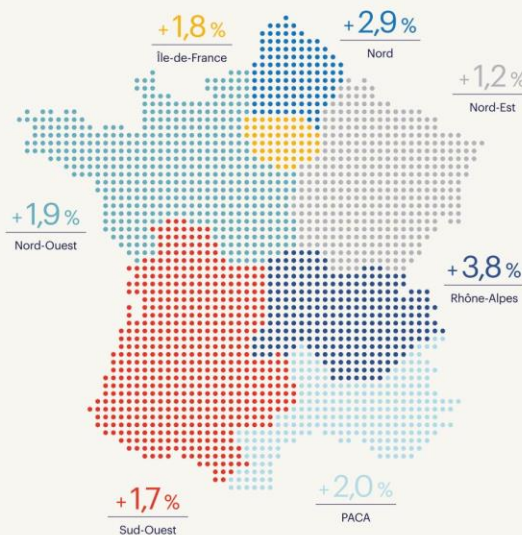 +1,8 %
Île-de-France
+2,9 %
Nord
+1,2 %
Nord-Est
+1,9 %
Nord-Ouest
+3,8 %
Rhône-Alpes
+2,0 %
PACA
+1,7 %
Sud-Ouest